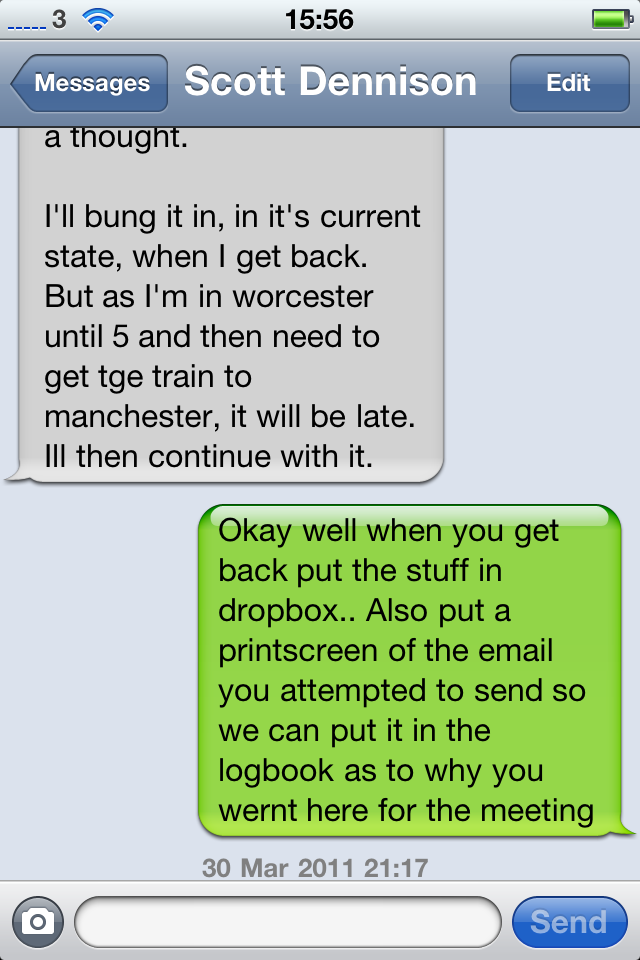 3 15:56
Messages Scott Dennison Edit
a thought.
I'll bung it in, in it's current
state, when I get back.
But as I'm in worcester
until 5 and then need to
get tge train to
manchester, it will be late.
Ill then continue with it.
Okay well when you get
back put the stuff in
dropbox.. Also put a
printscreen of the email
you attempted to send so
we can put it in the
logbook as to why you
wernt here for the meeting
30 Mar 2011 21:17
Send